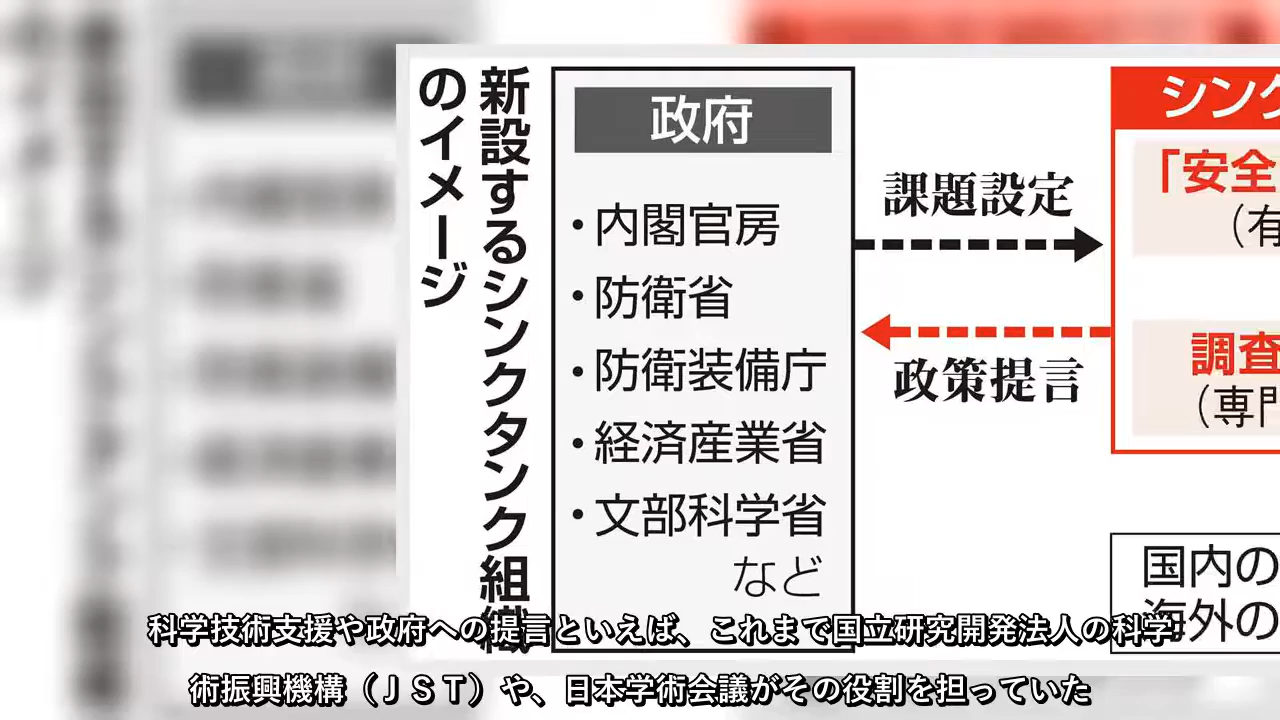 新設するシンクタンク組織
のイメージ
政府
・内閣官房
・防衛省
・防衛装備庁
・経済産業省
・文部科学省
など
課題設定
政策提言
シンク
「安全
(有
調査
(専門
国内の
海外の
科学技術支援や政府への提言といえば、これまで国立研究開発法人の科学
術振興機構（ＪＳＴ）や、日本学術会議がその役割を担っていた